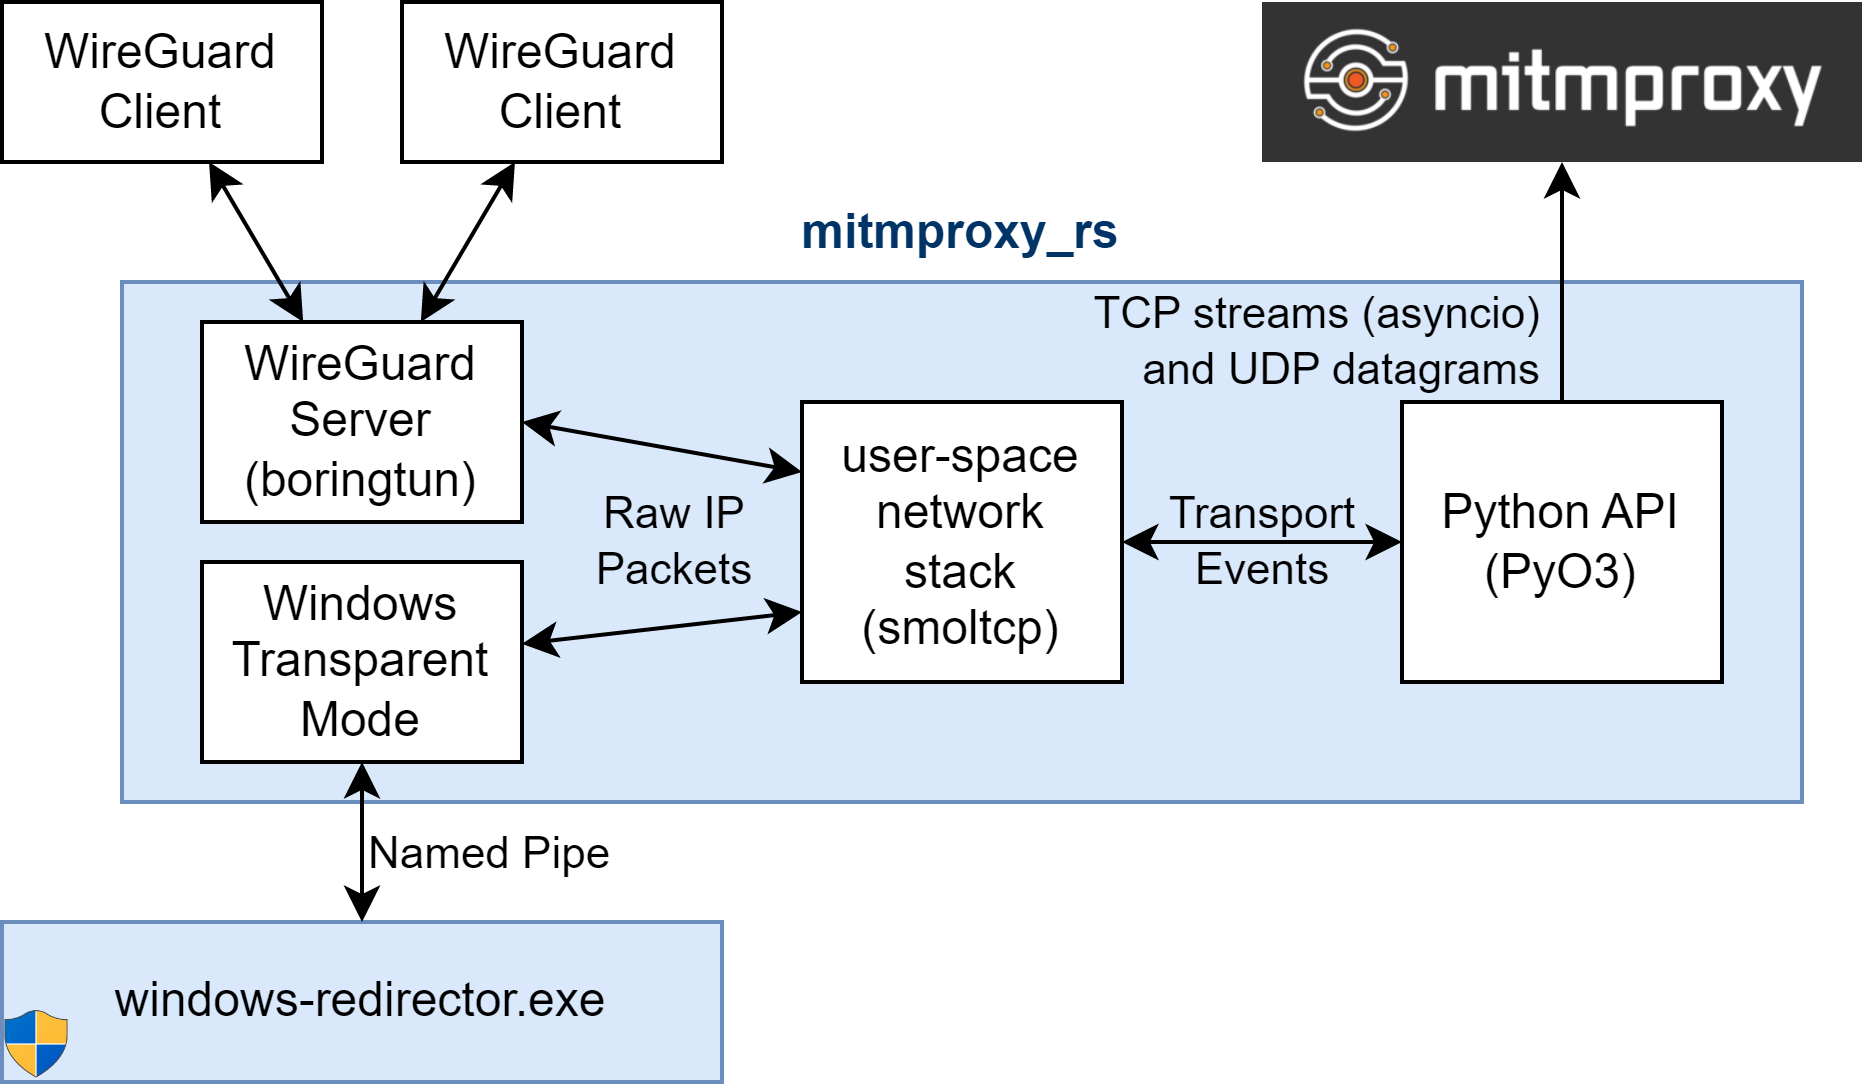 WireGuard
Client
WireGuard
Client
mitmproxy
mitmproxy_rs
TCP streams (asyncio)
and UDP datagrams
WireGuard
Server
(boringtun)
Raw IP
Packets
user-space
network
stack
(smoltcp)
Transport
Events
Python API
(PyO3)
Windows
Transparent
Mode
Named Pipe
windows-redirector.exe